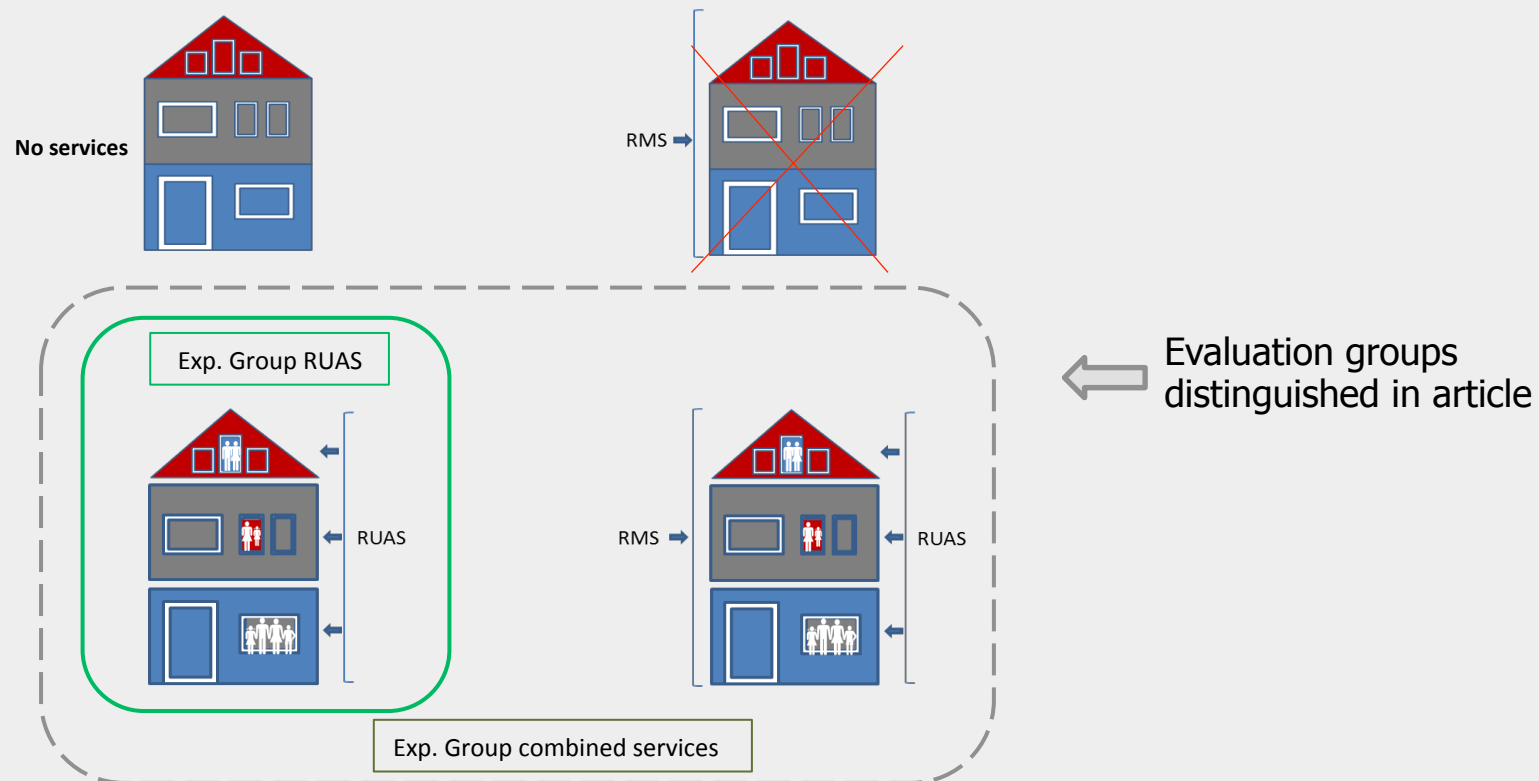 No services
RMS
Exp. Group RUAS
Evaluation groups
distinguished in article
RUAS
RMS
RUAS
Exp. Group combined services